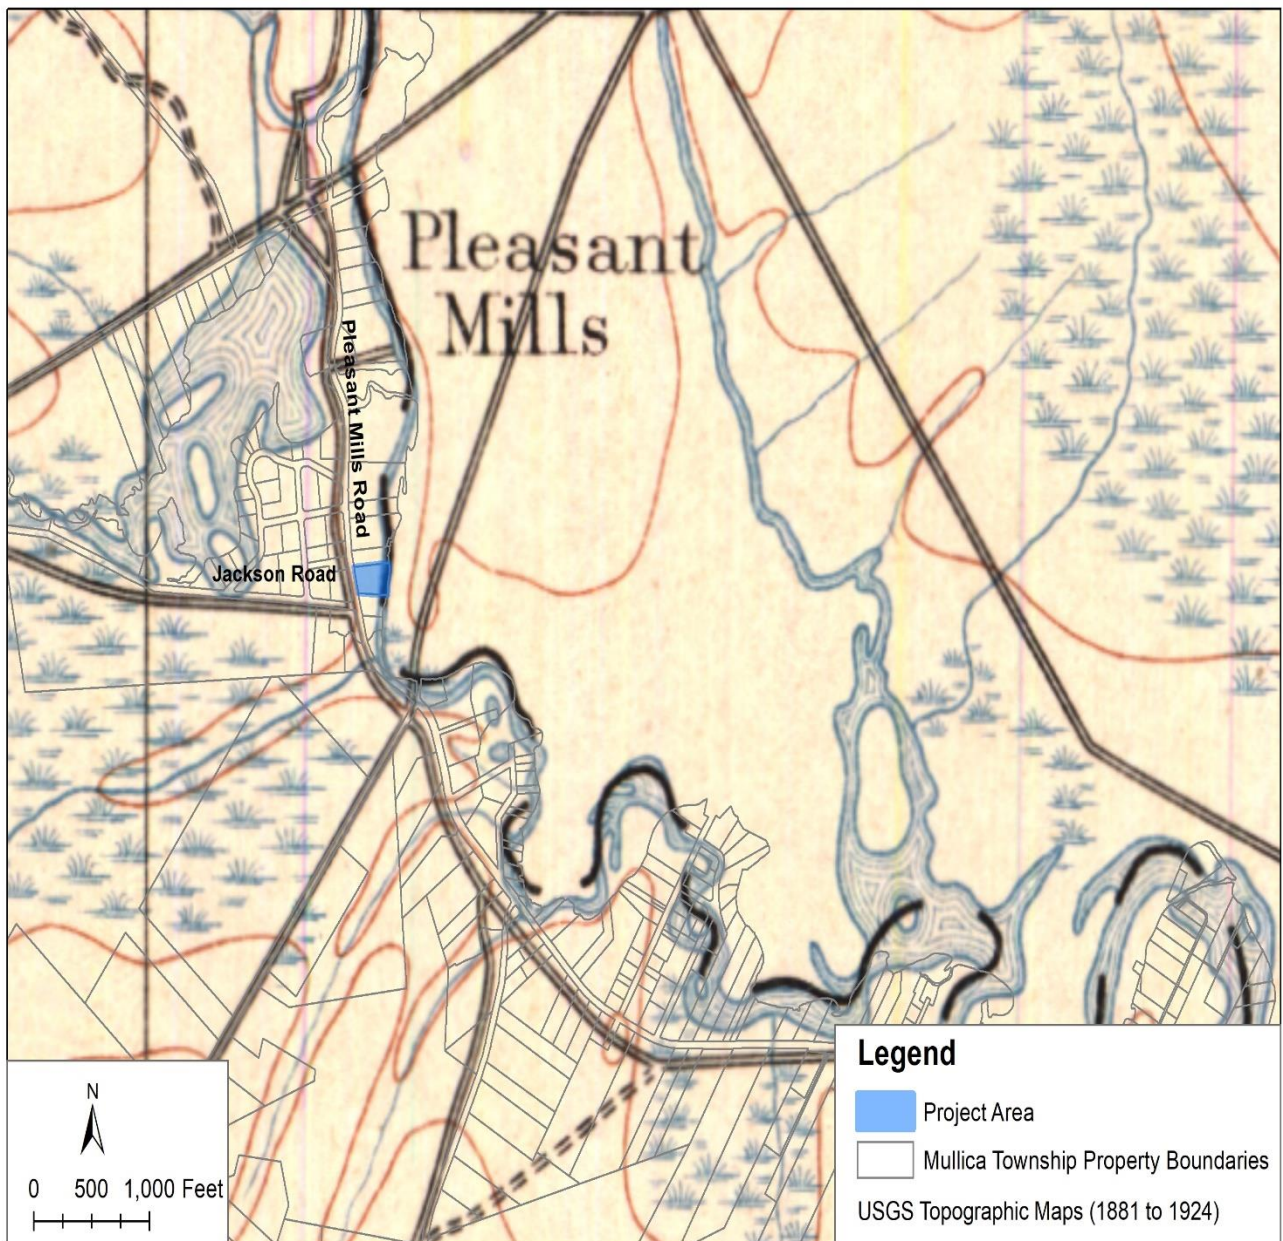 Pleasant
Mills
Pleasant Mills Road
Jackson Road
N
0 500 1,000 Feet
Legend
Project Area
Mullica Township Property Boundaries
USGS Topographic Maps (1881 to 1924)